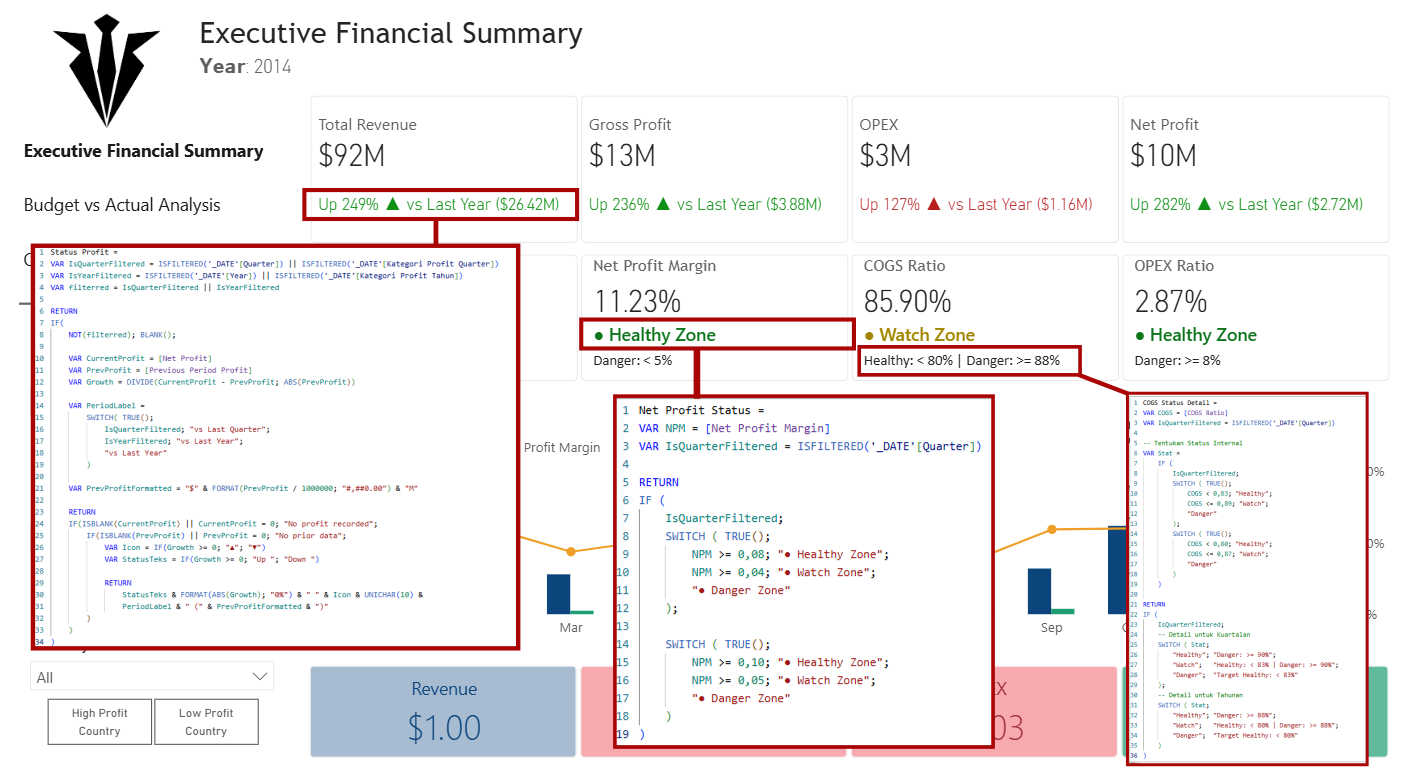 Executive Financial Summary
Year: 2014
Executive Financial Summary
Budget vs Actual Analysis
Total Revenue
$92M
Up 249% ▲ vs Last Year ($26.42M)
Gross Profit
$13M
Up 236% ▲ vs Last Year ($3.88M)
OPEX
$3M
Up 127% ▲ vs Last Year ($1.16M)
Net Profit
$10M
Up 282% ▲ vs Last Year ($2.72M)
Net Profit Margin
11.23%
● Healthy Zone
Danger: < 5%
COGS Ratio
85.90%
● Watch Zone
Healthy: < 80% | Danger: >= 88%
OPEX Ratio
2.87%
● Healthy Zone
Danger: >= 8%
1 Status Profit =
2 VAR IsQuarterFiltered = ISFILTERED('_DATE'[Quarter]) || ISFILTERED('_DATE'[Kategori Profit Quarter])
3 VAR IsYearFiltered = ISFILTERED('_DATE'[Year]) || ISFILTERED('_DATE'[Kategori Profit Tahun])
4 VAR filterred = IsQuarterFiltered || IsYearFiltered
5
6 RETURN
7 IF(
8 NOT(filterred); BLANK();
9
10 VAR CurrentProfit = [Net Profit]
11 VAR PrevProfit = [Previous Period Profit]
12 VAR Growth = DIVIDE(CurrentProfit - PrevProfit; ABS(PrevProfit))
13
14 VAR PeriodLabel =
15 SWITCH( TRUE();
16 IsQuarterFiltered; "vs Last Quarter";
17 IsYearFiltered; "vs Last Year";
18 "vs Last Year"
19 )
20
21 VAR PrevProfitFormatted = "$" & FORMAT(PrevProfit / 1000000; "#,##0.00") & "M"
22
23 RETURN
24 IF(ISBLANK(CurrentProfit) || CurrentProfit = 0; "No profit recorded";
25 IF(ISBLANK(PrevProfit) || PrevProfit = 0; "No prior data";
26 VAR Icon = IF(Growth >= 0; "▲"; "▼")
27 VAR StatusTeks = IF(Growth >= 0; "Up "; "Down ")
28
29 RETURN
30 StatusTeks & FORMAT(ABS(Growth); "0%") & " " & Icon & UNICHAR(10) &
31 PeriodLabel & " (" & PrevProfitFormatted & ")"
32 )
33 )
34 )
Profit Margin
1 Net Profit Status =
2 VAR NPM = [Net Profit Margin]
3 VAR IsQuarterFiltered = ISFILTERED('_DATE'[Quarter])
4
5 RETURN
6 IF (
7 IsQuarterFiltered;
8 SWITCH ( TRUE();
9 NPM >= 0,08; "● Healthy Zone";
10 NPM >= 0,04; "● Watch Zone";
11 "● Danger Zone"
12 );
13
14 SWITCH ( TRUE();
15 NPM >= 0,10; "● Healthy Zone";
16 NPM >= 0,05; "● Watch Zone";
17 "● Danger Zone"
18 )
19 )
1 COGS Status Detail =
2 VAR COGS = [COGS Ratio]
3 VAR IsQuarterFiltered = ISFILTERED('_DATE'[Quarter])
4
5 -- Tentukan Status Internal
6 VAR Stat =
7 IF (
8 IsQuarterFiltered;
9 SWITCH ( TRUE();
10 COGS < 0,83; "Healthy";
11 COGS <= 0,89; "Watch";
12 "Danger"
13 );
14 SWITCH ( TRUE();
15 COGS < 0,80; "Healthy";
16 COGS <= 0,87; "Watch";
17 "Danger"
18 )
19 )
20
21 RETURN
22 IF (
23 IsQuarterFiltered;
24 -- Detail untuk Kuartalan
25 SWITCH ( Stat;
26 "Healthy"; "Danger: >= 90%";
27 "Watch"; "Healthy: < 83% | Danger: >= 90%";
28 "Danger"; "Target Healthy: < 83%"
29 );
30 -- Detail untuk Tahunan
31 SWITCH ( Stat;
32 "Healthy"; "Danger: >= 88%";
33 "Watch"; "Healthy: < 80% | Danger: >= 88%";
34 "Danger"; "Target Healthy: < 80%"
35 )
36 )
0%
0%
%
Mar
Sep
All
High Profit Country
Low Profit Country
Revenue
$1.00
EX
03